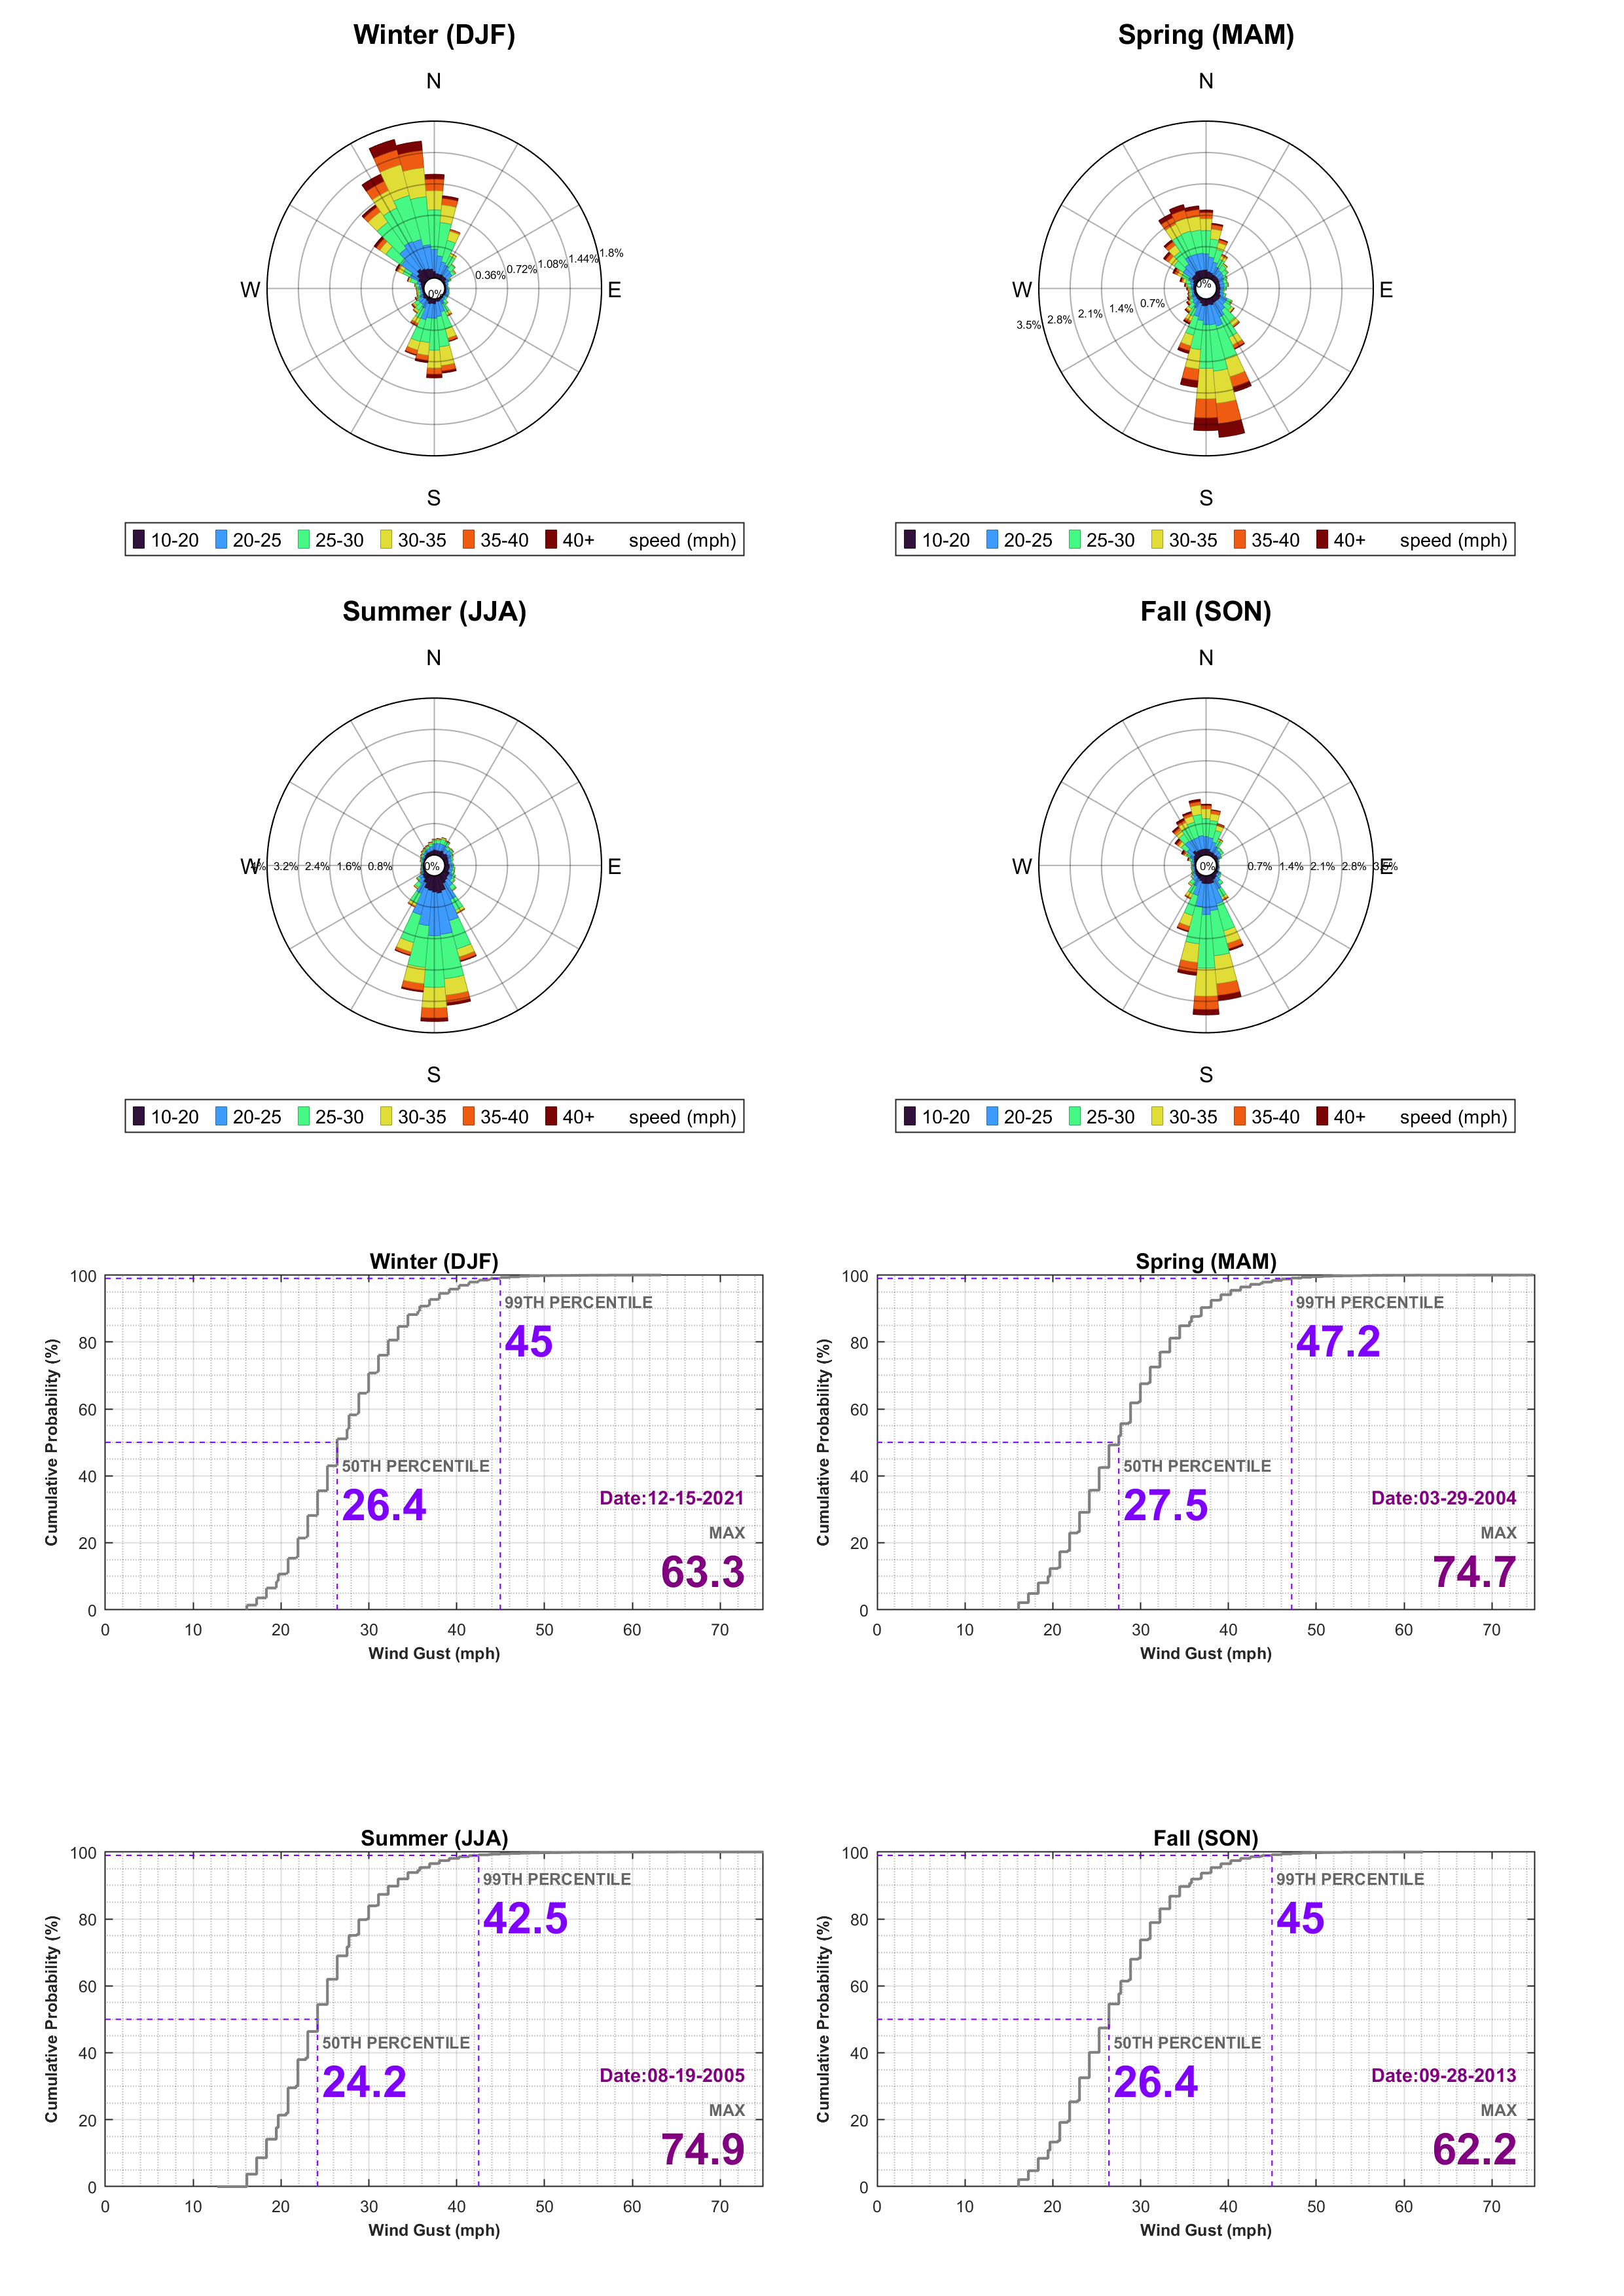 Winter (DJF)
N
W
E
S
0%
0.36%
0.72%
1.08%
1.44%
1.8%
10-20 20-25 25-30 30-35 35-40 40+ speed (mph)
Spring (MAM)
N
W
E
S
0%
0.7%
1.4%
2.1%
2.8%
3.5%
10-20 20-25 25-30 30-35 35-40 40+ speed (mph)
Summer (JJA)
N
W
E
S
4% 3.2% 2.4% 1.6% 0.8% 0%
10-20 20-25 25-30 30-35 35-40 40+ speed (mph)
Fall (SON)
N
W
E
S
0% 0.7% 1.4% 2.1% 2.8% 3.5%
10-20 20-25 25-30 30-35 35-40 40+ speed (mph)
Winter (DJF)
Cumulative Probability (%)
100
80
60
40
20
0
99TH PERCENTILE
45
50TH PERCENTILE
26.4
Date:12-15-2021
MAX
63.3
0 10 20 30 40 50 60 70
Wind Gust (mph)
Spring (MAM)
Cumulative Probability (%)
100
80
60
40
20
0
99TH PERCENTILE
47.2
50TH PERCENTILE
27.5
Date:03-29-2004
MAX
74.7
0 10 20 30 40 50 60 70
Wind Gust (mph)
Summer (JJA)
Cumulative Probability (%)
100
80
60
40
20
0
99TH PERCENTILE
42.5
50TH PERCENTILE
24.2
Date:08-19-2005
MAX
74.9
0 10 20 30 40 50 60 70
Wind Gust (mph)
Fall (SON)
Cumulative Probability (%)
100
80
60
40
20
0
99TH PERCENTILE
45
50TH PERCENTILE
26.4
Date:09-28-2013
MAX
62.2
0 10 20 30 40 50 60 70
Wind Gust (mph)